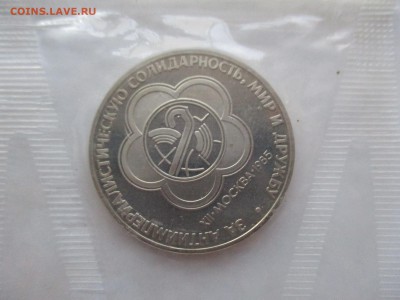 COINS.LAVE.RU
ЗА АНТИИМПЕРИАЛИСТИЧЕСКУЮ СОЛИДАРНОСТЬ, МИР И ДРУЖБУ •
XII•МОСКВА•1985